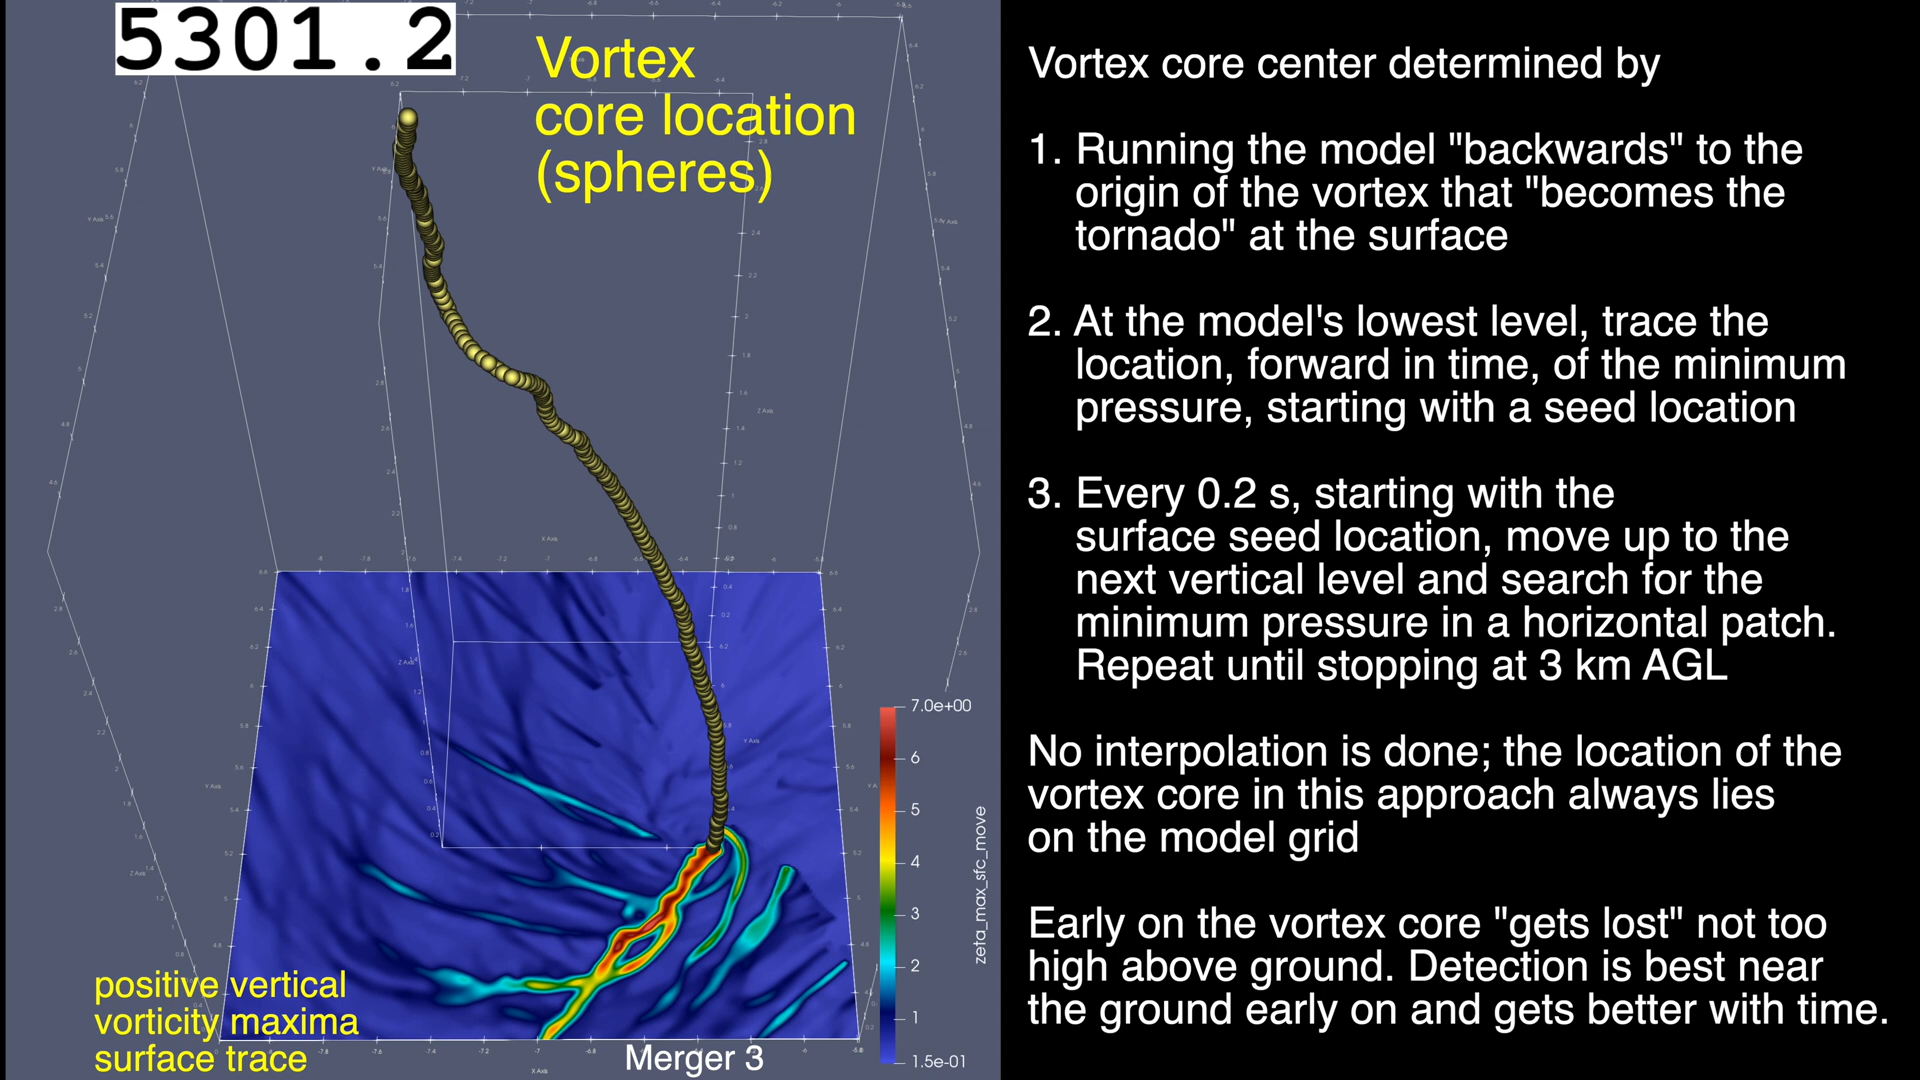 5301.2
Vortex
core location
(spheres)
7.0e+00
6
5
4
3
2
1
1.5e-01
zeta_max_sfc_move
positive vertical
vorticity maxima
surface trace
Merger 3
X Axis
Vortex core center determined by
1. Running the model "backwards" to the
origin of the vortex that "becomes the
tornado" at the surface
2. At the model's lowest level, trace the
location, forward in time, of the minimum
pressure, starting with a seed location
3. Every 0.2 s, starting with the
surface seed location, move up to the
next vertical level and search for the
minimum pressure in a horizontal patch.
Repeat until stopping at 3 km AGL
No interpolation is done; the location of the
vortex core in this approach always lies
on the model grid
Early on the vortex core "gets lost" not too
high above ground. Detection is best near
the ground early on and gets better with time.